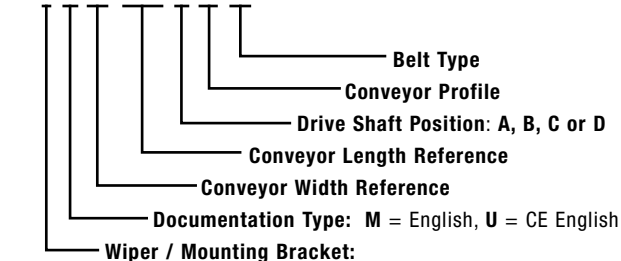 Belt Type
Conveyor Profile
Drive Shaft Position: A, B, C or D
Conveyor Length Reference
Conveyor Width Reference
Documentation Type: M = English, U = CE English
Wiper / Mounting Bracket: